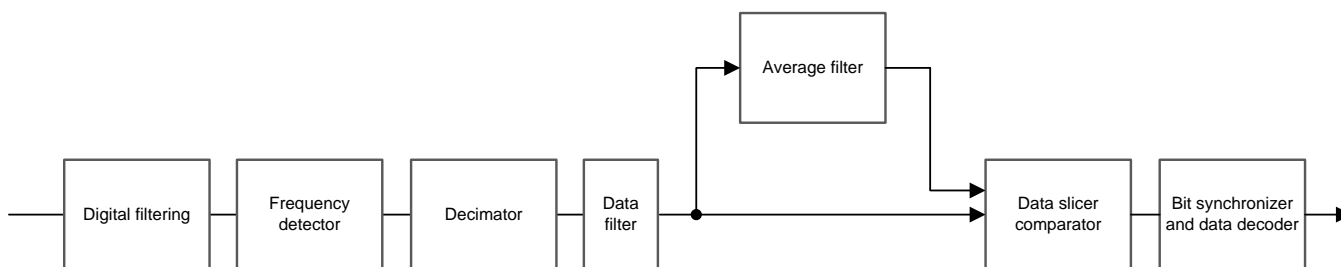 Average filter
Digital filtering
Frequency
detector
Decimator
Data
filter
Data slicer
comparator
Bit synchronizer
and data decoder